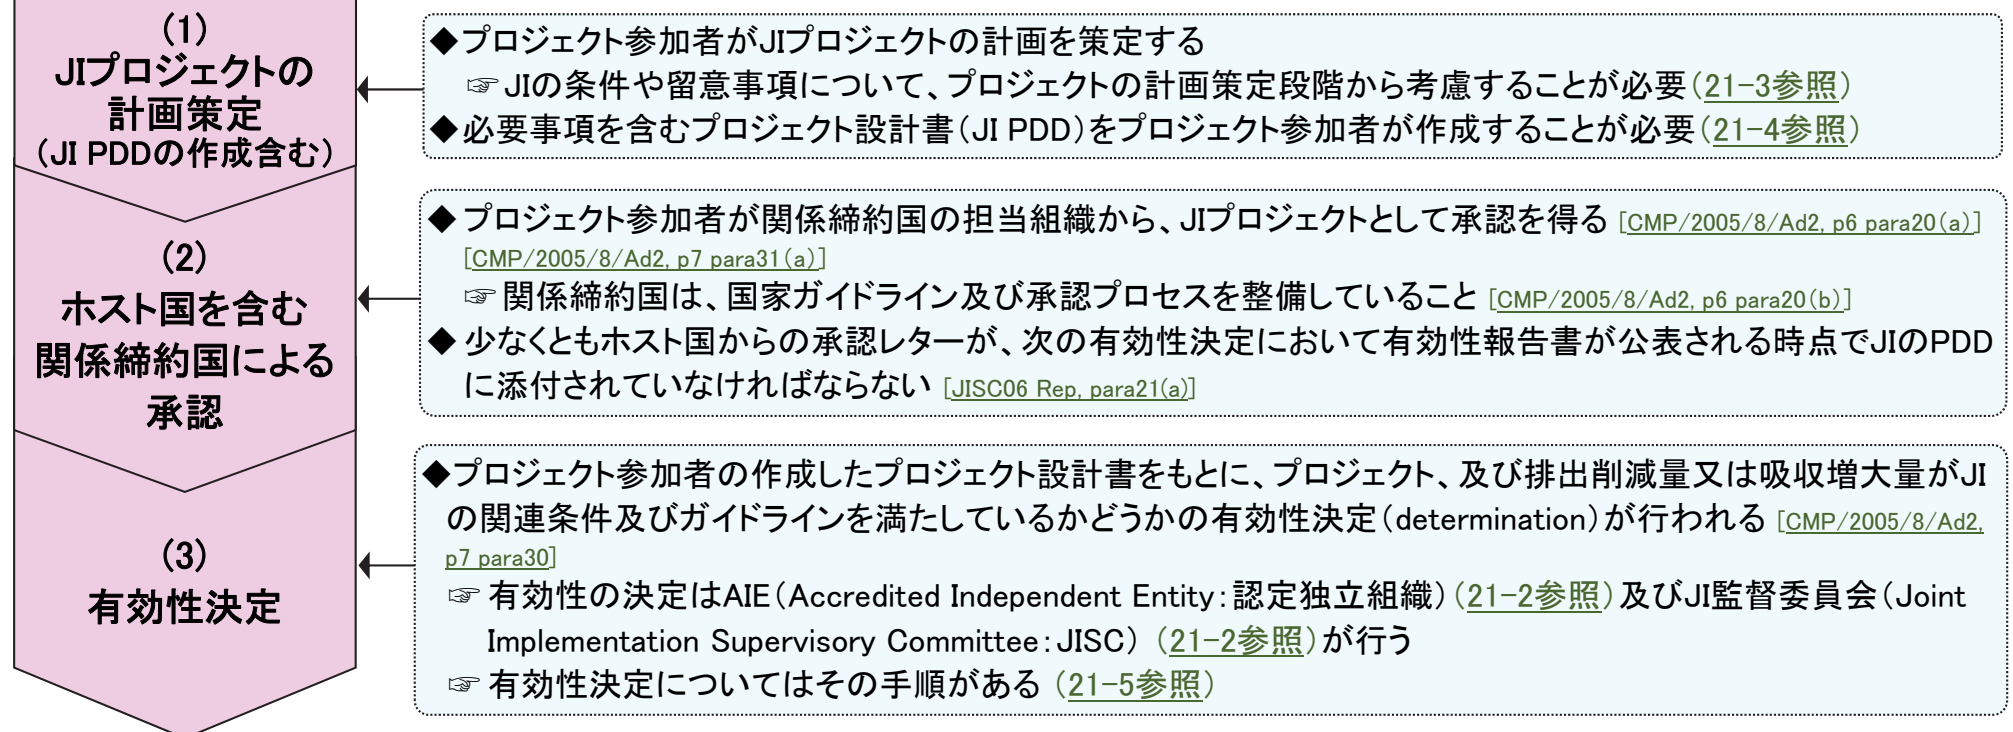 (1)
JIプロジェクトの
計画策定
（JI PDDの作成含む）
◆プロジェクト参加者がJIプロジェクトの計画を策定する
☞JIの条件や留意事項について、プロジェクトの計画策定段階から考慮することが必要（21-3参照）
◆必要事項を含むプロジェクト設計書（JI PDD）をプロジェクト参加者が作成することが必要（21-4参照）
(2)
ホスト国を含む
関係締約国による
承認
◆プロジェクト参加者が関係締約国の担当組織から、JIプロジェクトとして承認を得る [CMP/2005/8/Ad2, p6 para20(a)]
[CMP/2005/8/Ad2, p7 para31(a)]
☞関係締約国は、国家ガイドライン及び承認プロセスを整備していること [CMP/2005/8/Ad2, p6 para20(b)]
◆少なくともホスト国からの承認レターが、次の有効性決定において有効性報告書が公表される時点でJIのPDD
に添付されていなければならない [JISC06 Rep, para21(a)]
(3)
有効性決定
◆プロジェクト参加者の作成したプロジェクト設計書をもとに、プロジェクト、及び排出削減量又は吸収増大量がJI
の関連条件及びガイドラインを満たしているかどうかの有効性決定（determination）が行われる [CMP/2005/8/Ad2,
p7 para30]
☞有効性の決定はAIE（Accredited Independent Entity：認定独立組織）（21-2参照）及びJI監督委員会（Joint
Implementation Supervisory Committee：JISC）（21-2参照）が行う
☞有効性決定についてはその手順がある（21-5参照）